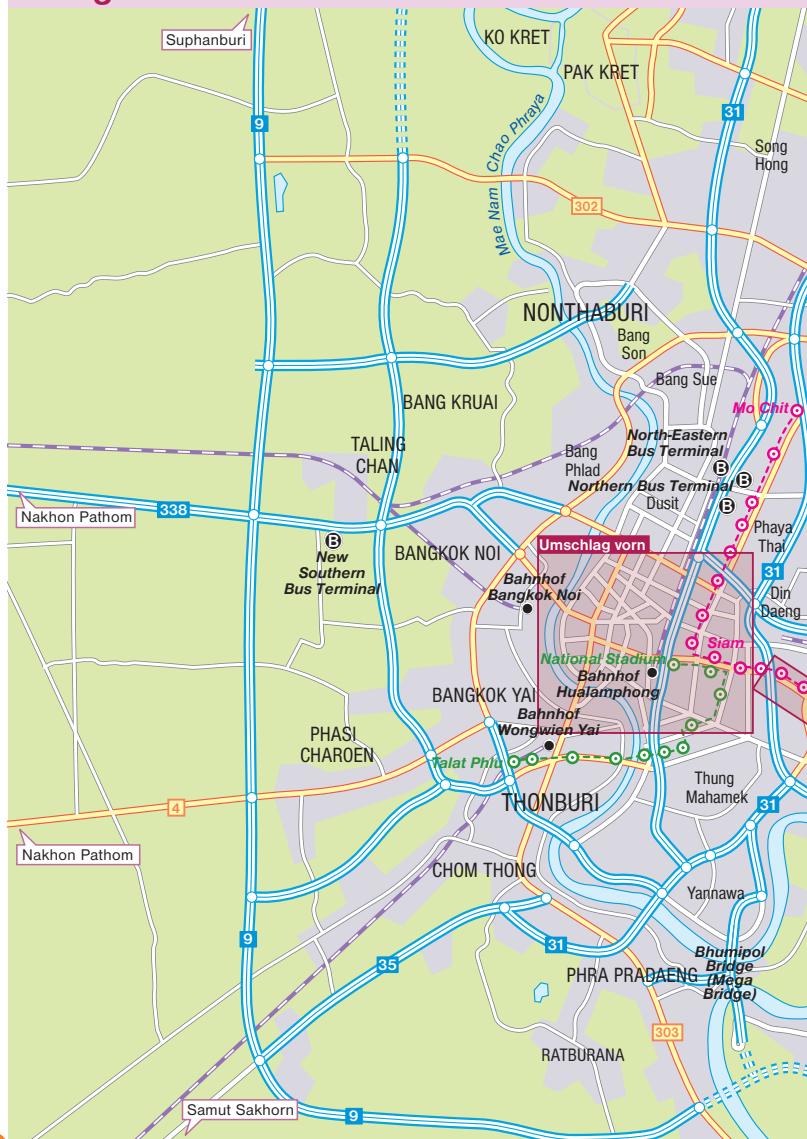 Suphanburi
KO KRET
PAK KRET
9
31
Mae Nam Chao Phraya
Song
Hong
302
NONTHABURI
Bang
Son
Bang Sue
BANG KRUAI
Mo Chit
TALING
CHAN
North-Eastern
Bus Terminal
Bang
Phlad
B
B
Northern Bus Terminal
B
Dusit
338
Nakhon Pathom
Phaya
Thai
B
New
Southern
Bus Terminal
BANGKOK NOI
Umschlag vorn
31
Bahnhof
Bangkok Noi
Din
Daeng
Siam
National Stadium
Bahnhof
Hualamphong
BANGKOK YAI
Bahnhof
Wongwien Yai
PHASI
CHAROEN
Talat Phlu
Thung
Mahamek
4
THONBURI
31
Nakhon Pathom
CHOM THONG
Yannawa
9
31
35
Bhumipol
Bridge
(Mega
Bridge)
PHRA PRADAENG
303
RATBURANA
Samut Sakhorn
9